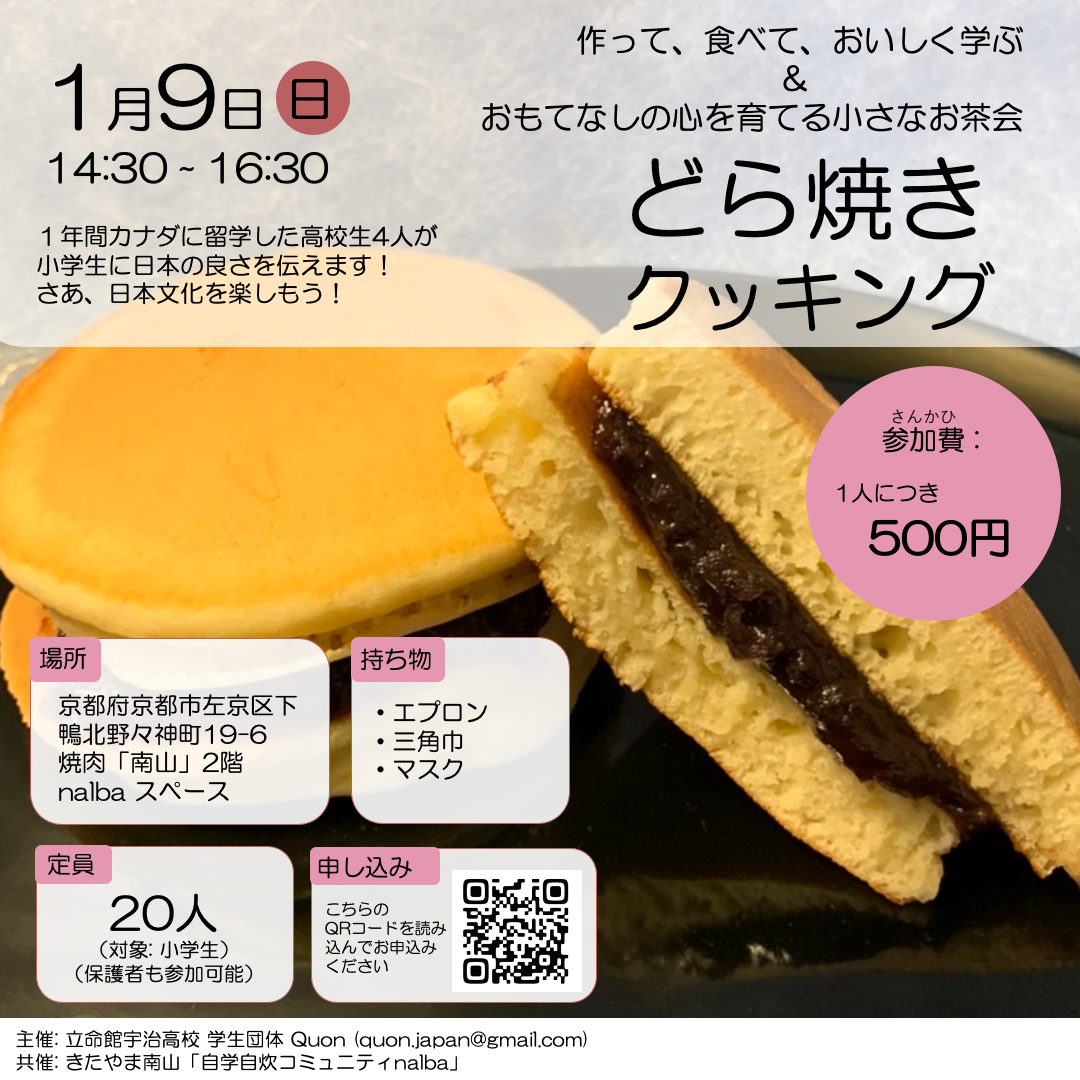 1月9日 日
14:30 ~ 16:30
１年間カナダに留学した高校生4人が
小学生に日本の良さを伝えます！
さあ、日本文化を楽しもう！
作って、食べて、おいしく学ぶ
&
おもてなしの心を育てる小さなお茶会
どら焼き
クッキング
さんかひ
参加費：
1人につき
500円
場所
京都府京都市左京区下
鴨北野々神町19-6
焼肉「南山」2階
nalba スペース
持ち物
・エプロン
・三角巾
・マスク
定員
20人
（対象: 小学生）
（保護者も参加可能）
申し込み
こちらの
QRコードを読み
込んでお申込み
ください
主催: 立命館宇治高校 学生団体 Quon (quon.japan@gmail.com)
共催: きたやま南山「自学自炊コミュニティnalba」